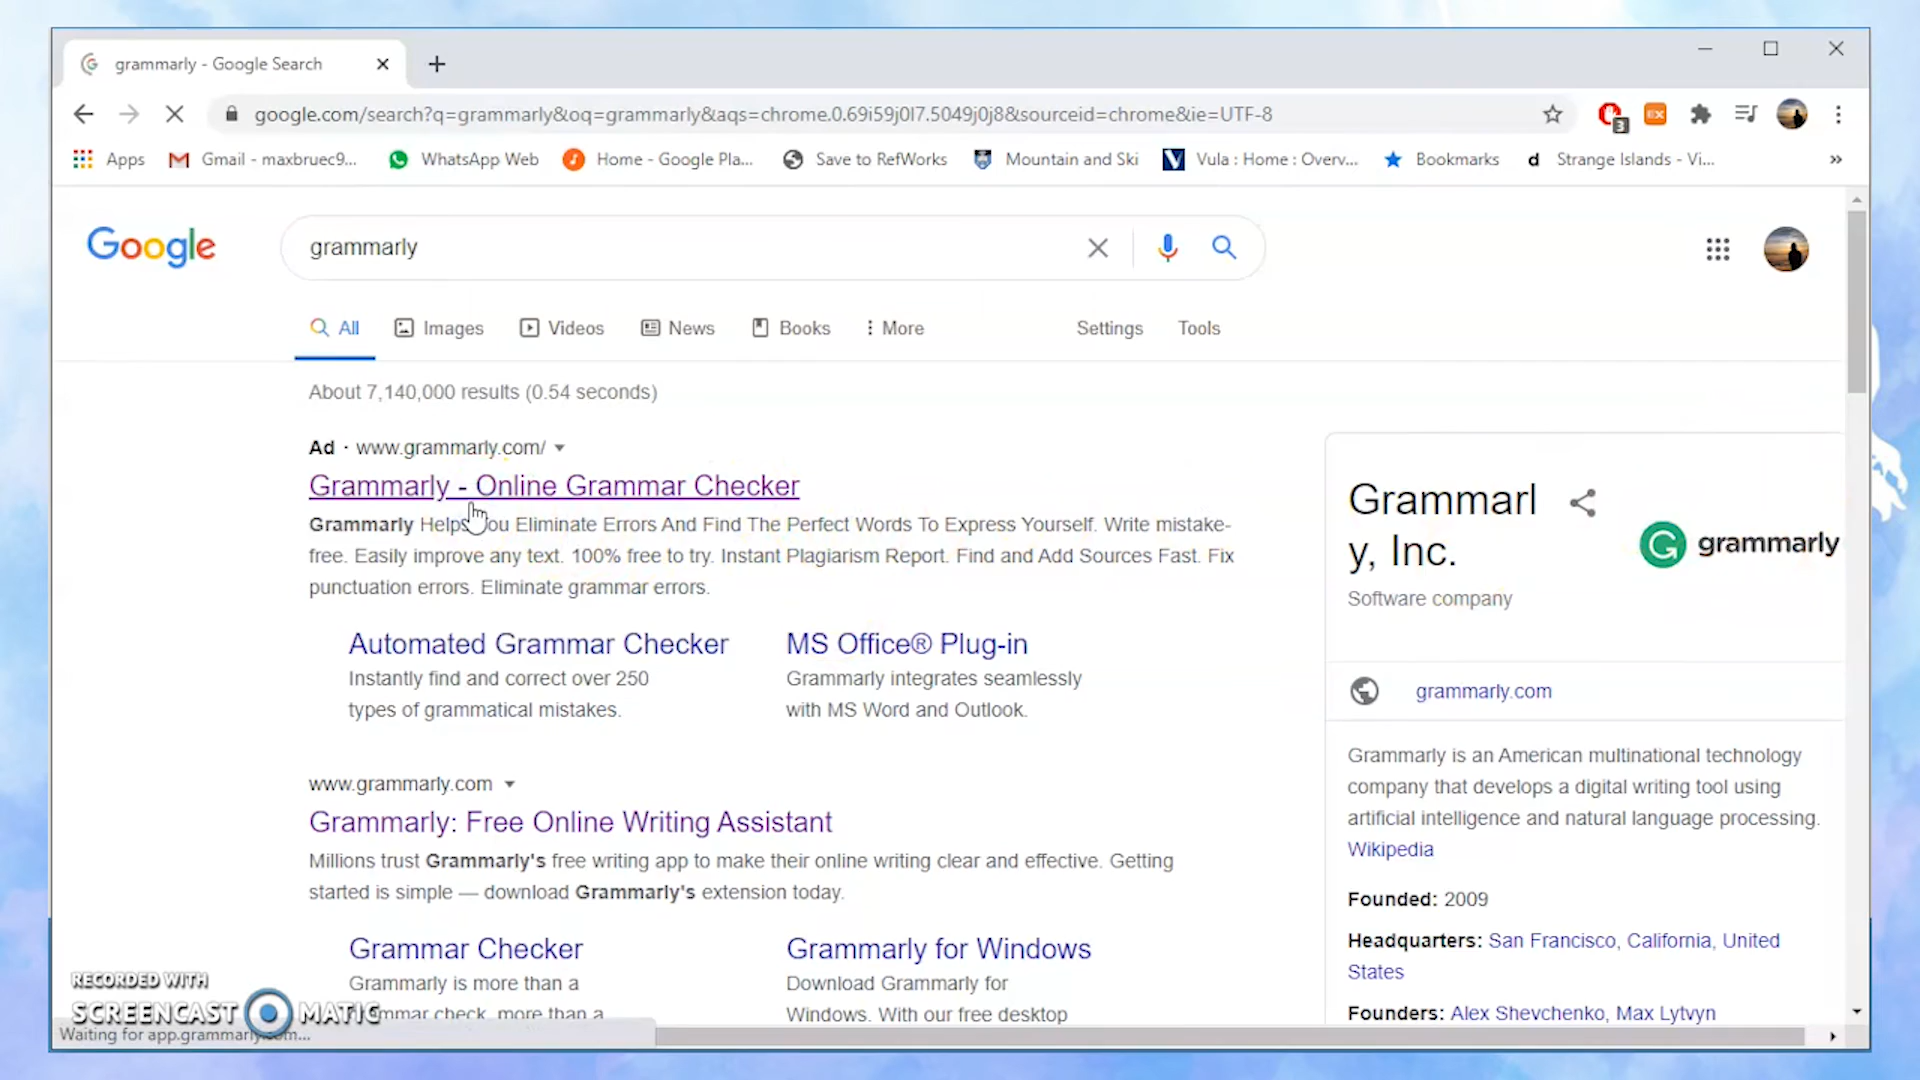 grammarly - Google Search
google.com/search?q=grammarly&oq=grammarly&aqs=chrome.0.69i59j0l7.5049j0j8&sourceid=chrome&ie=UTF-8
3
EX
Apps
Gmail - maxbruec9...
WhatsApp Web
Home - Google Pla...
Save to RefWorks
Mountain and Ski
Vula : Home : Overv...
Bookmarks
d Strange Islands - Vi...
»
Google
grammarly
All
Images
Videos
News
Books
More
Settings
Tools
About 7,140,000 results (0.54 seconds)
Ad · www.grammarly.com/
Grammarly - Online Grammar Checker
Grammarly Helps You Eliminate Errors And Find The Perfect Words To Express Yourself. Write mistake-
free. Easily improve any text. 100% free to try. Instant Plagiarism Report. Find and Add Sources Fast. Fix
punctuation errors. Eliminate grammar errors.
Automated Grammar Checker
Instantly find and correct over 250
types of grammatical mistakes.
MS Office® Plug-in
Grammarly integrates seamlessly
with MS Word and Outlook.
www.grammarly.com
Grammarly: Free Online Writing Assistant
Millions trust Grammarly's free writing app to make their online writing clear and effective. Getting
started is simple — download Grammarly's extension today.
Grammar Checker
Grammarly is more than a
check, more than a
Grammarly for Windows
Download Grammarly for
Windows. With our free desktop
Grammarl
y, Inc.
Software company
grammarly
grammarly.com
Grammarly is an American multinational technology
company that develops a digital writing tool using
artificial intelligence and natural language processing.
Wikipedia
Founded: 2009
Headquarters: San Francisco, California, United
States
Founders: Alex Shevchenko, Max Lytvyn
RECORDED WITH
SCREENCAST MATIC
Waiting for app.grammarly.com...